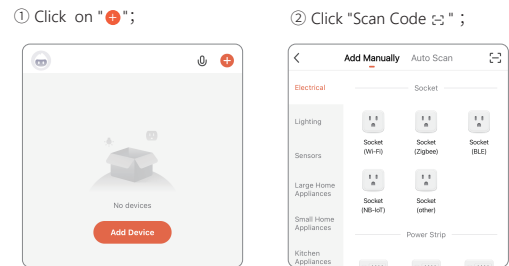 ① Click on "+";
② Click "Scan Code";
No devices
Add Device
Add Manually Auto Scan
Electrical
Lighting
Sensors
Large Home
Appliances
Small Home
Appliances
Kitchen
Appliances
Socket
Socket
(Wi-Fi)
Socket
(Zigbee)
Socket
(BLE)
Socket
(NB-IoT)
Socket
(other)
Power Strip